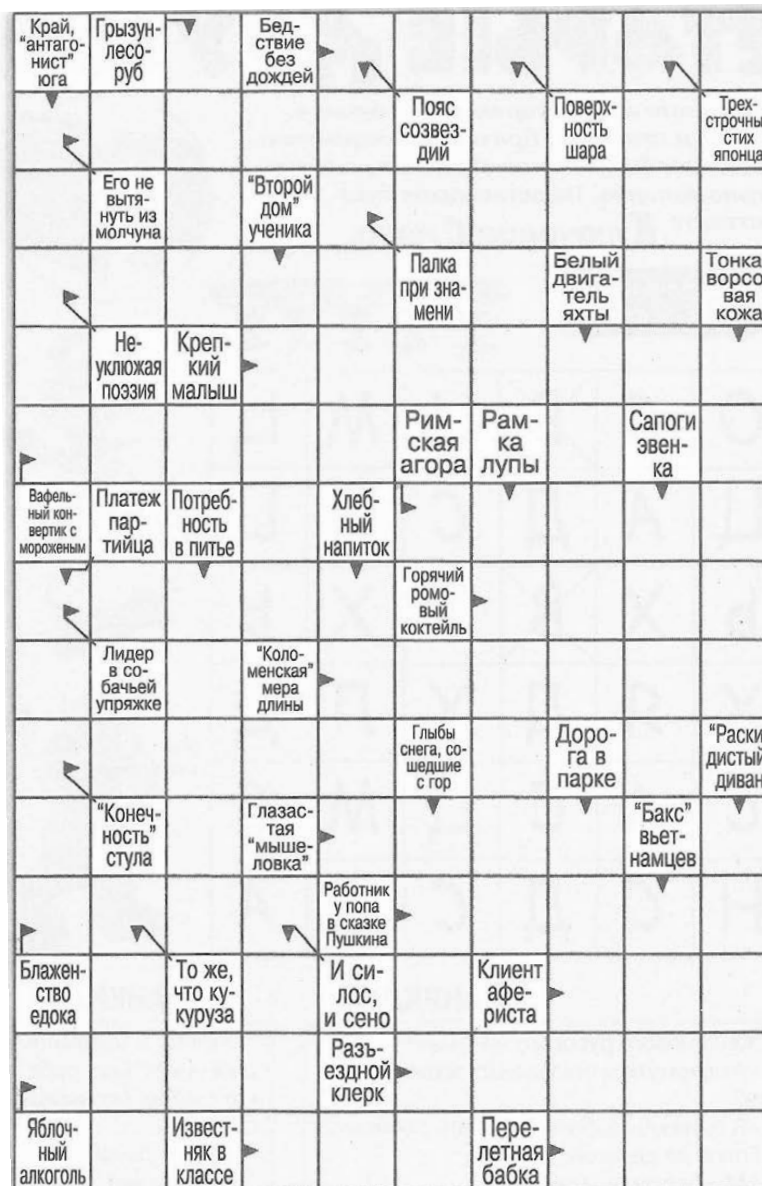 Край,
"антаго-
нист"
юга
Грызун-
лесо-
руб
Бед-
ствие
без
дождей
Пояс
созвез-
дий
Поверх-
ность
шара
Трех-
строчны
стих
японца
Его не
вытя-
нуть из
молчуна
"Второй
дом"
ученика
Палка
при зна-
мени
Белый
двига-
тель
яхты
Тонка
ворсо
вая
кожа
Не-
уклюжая
поэзия
Креп-
кий
малыш
Рим-
ская
агора
Рам-
ка
лупы
Сапоги
эвен-
ка
Вафель-
ный кон-
вертик с
мороженым
Платеж
пар-
тийца
Потреб-
ность
в питье
Хлеб-
ный
напиток
Горячий
ромо-
вый
коктейль
Лидер
в со-
бачьей
упряжке
"Коло-
менская"
мера
длины
Глыбы
снега, со-
шедшие
с гор
Доро-
га в
парке
"Раски
дистый
диван
"Конеч-
ность"
стула
Глазас-
тая
"мыше-
ловка"
"Бакс"
вьет-
намцев
Работник
у попа
в сказке
Пушкина
Блажен-
ство
едока
То же,
что ку-
куруза
И си-
лос,
и сено
Клиент
афе-
риста
Разъ-
ездной
клерк
Яблоч-
ный
алкоголь
Извест-
няк в
классе
Пере-
летная
бабка